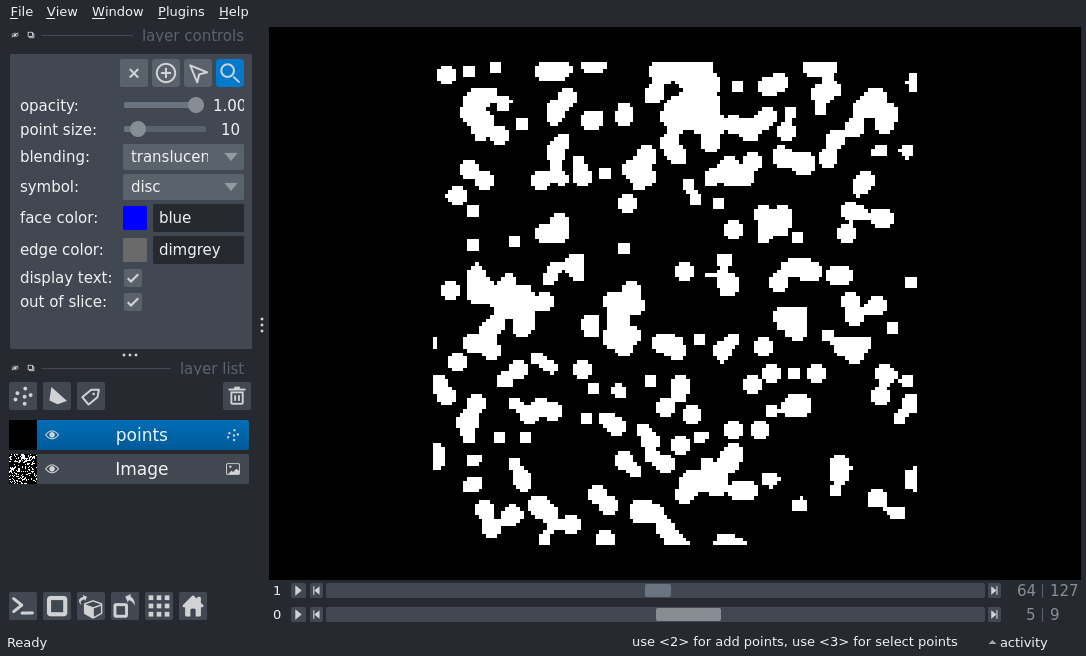 File View Window Plugins Help
layer controls
opacity: 1.00
point size: 10
blending: translucen
symbol: disc
face color: blue
edge color: dimgrey
display text:
out of slice:
layer list
points
Image
1 64 | 127
0 5 | 9
Ready use <2> for add points, use <3> for select points activity